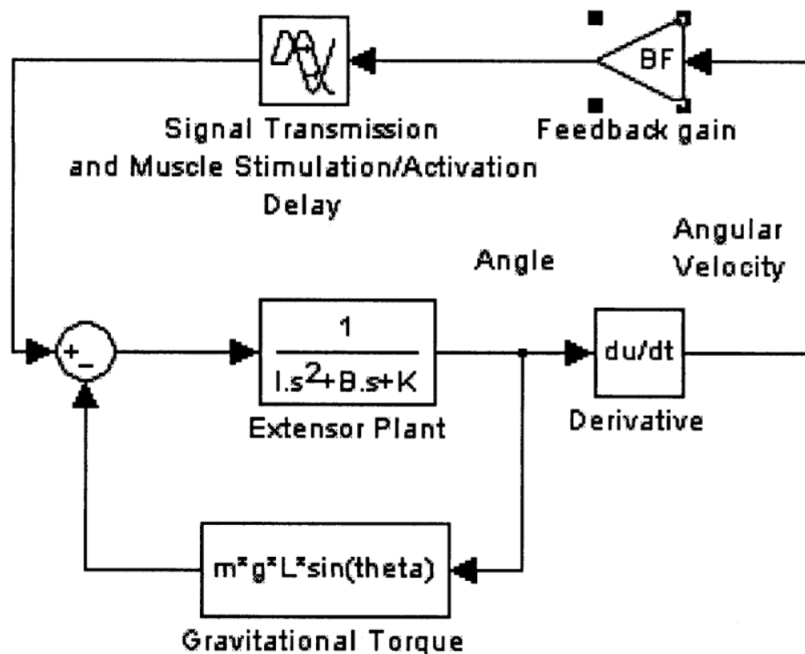 BF
Signal Transmission
and Muscle Stimulation/Activation
Delay
Feedback gain
Angle
Angular
Velocity
+
-
1
I.s²+B.s+K
Extensor Plant
du/dt
Derivative
m*g*L*sin(theta)
Gravitational Torque